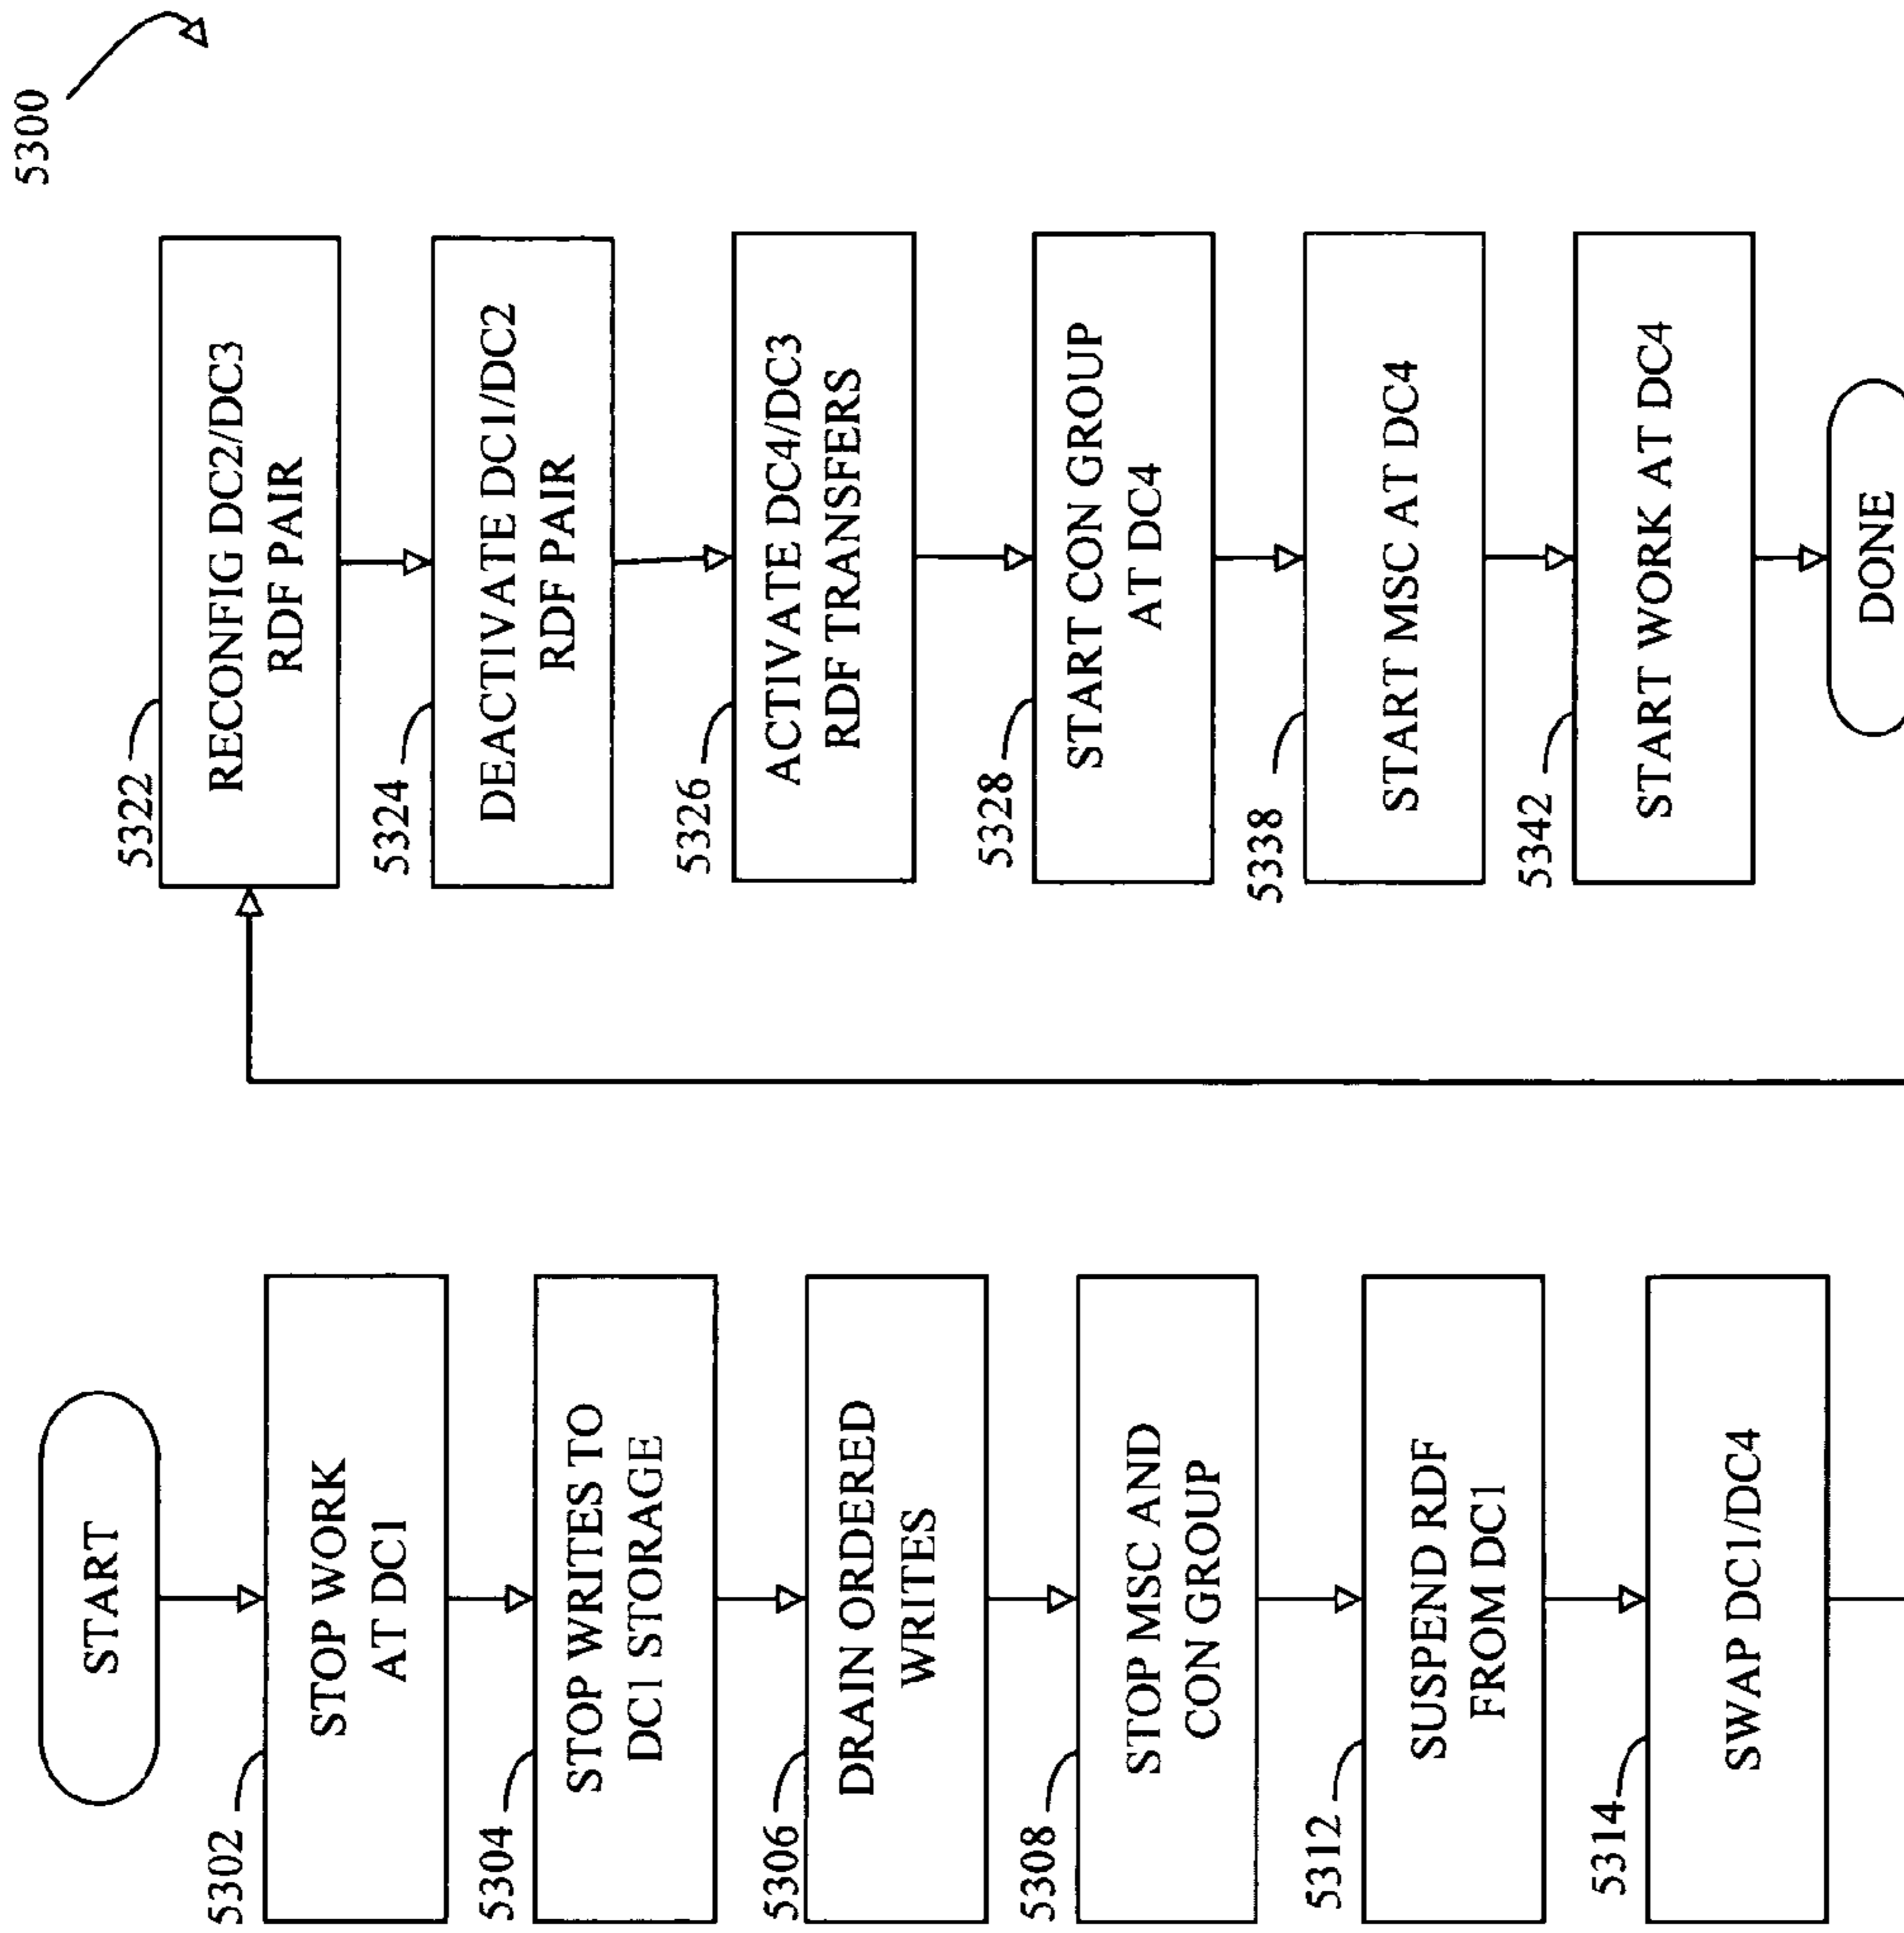 5300
START
5302
STOP WORK
AT DC1
5304
STOP WRITES TO
DC1 STORAGE
5306
DRAIN ORDERED
WRITES
5308
STOP MSC AND
CON GROUP
5312
SUSPEND RDF
FROM DC1
5314
SWAP DC1/DC4
5322
RECONFIG DC2/DC3
RDF PAIR
5324
DEACTIVATE DC1/DC2
RDF PAIR
5326
ACTIVATE DC4/DC3
RDF TRANSFERS
5328
START CON GROUP
AT DC4
5338
START MSC AT DC4
5342
START WORK AT DC4
DONE